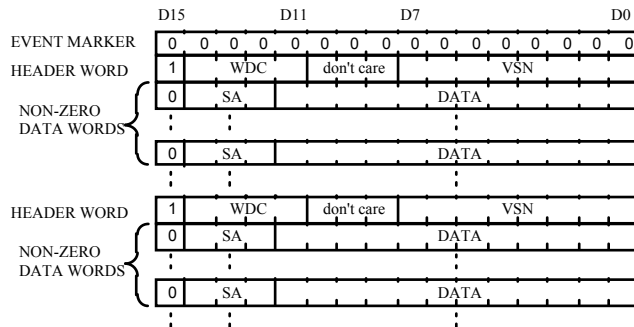 D15 D11 D7 D0
EVENT MARKER 0 0 0 0 0 0 0 0 0 0 0 0 0 0 0 0
HEADER WORD 1 WDC don't care VSN
0 SA DATA
NON-ZERO
DATA WORDS
0 SA DATA
HEADER WORD 1 WDC don't care VSN
0 SA DATA
NON-ZERO
DATA WORDS
0 SA DATA